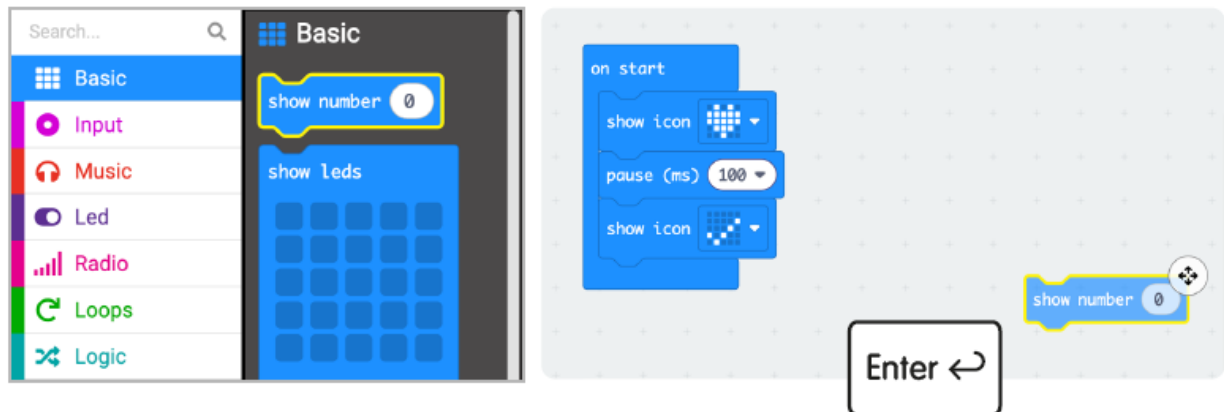 Search...
Basic
Input
Music
Led
Radio
Loops
Logic
Basic
show number 0
show leds
on start
show icon
pause (ms) 100
show icon
show number 0
Enter